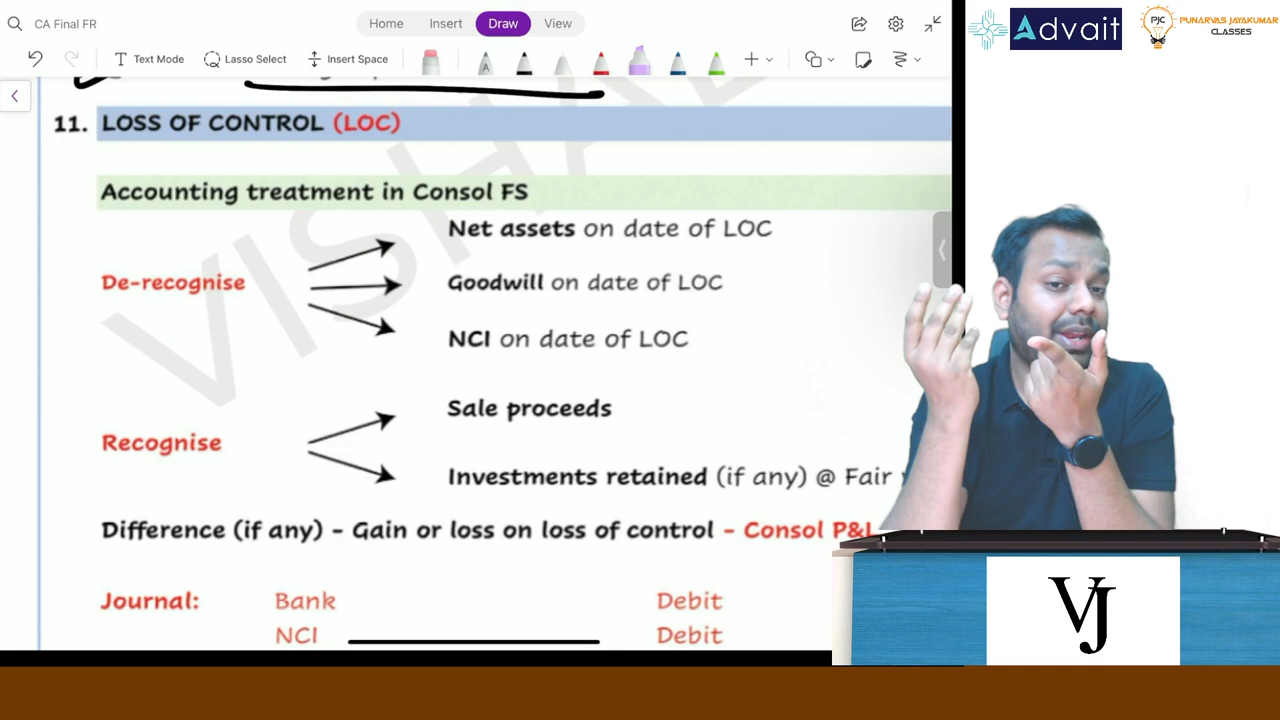 CA Final FR
Home Insert Draw View
Text Mode Lasso Select Insert Space
A
11. LOSS OF CONTROL (LOC)
Accounting treatment in Consol FS
Net assets on date of LOC
De-recognise
Goodwill on date of LOC
NCI on date of LOC
Sale proceeds
Recognise
Investments retained (if any) @ Fair
Difference (if any) - Gain or loss on loss of control - Consol P&L
Journal: Bank Debit
NCI Debit
VISHAL
Advait
PJC
PUNARVAS JAYAKUMAR
CLASSES
VJ